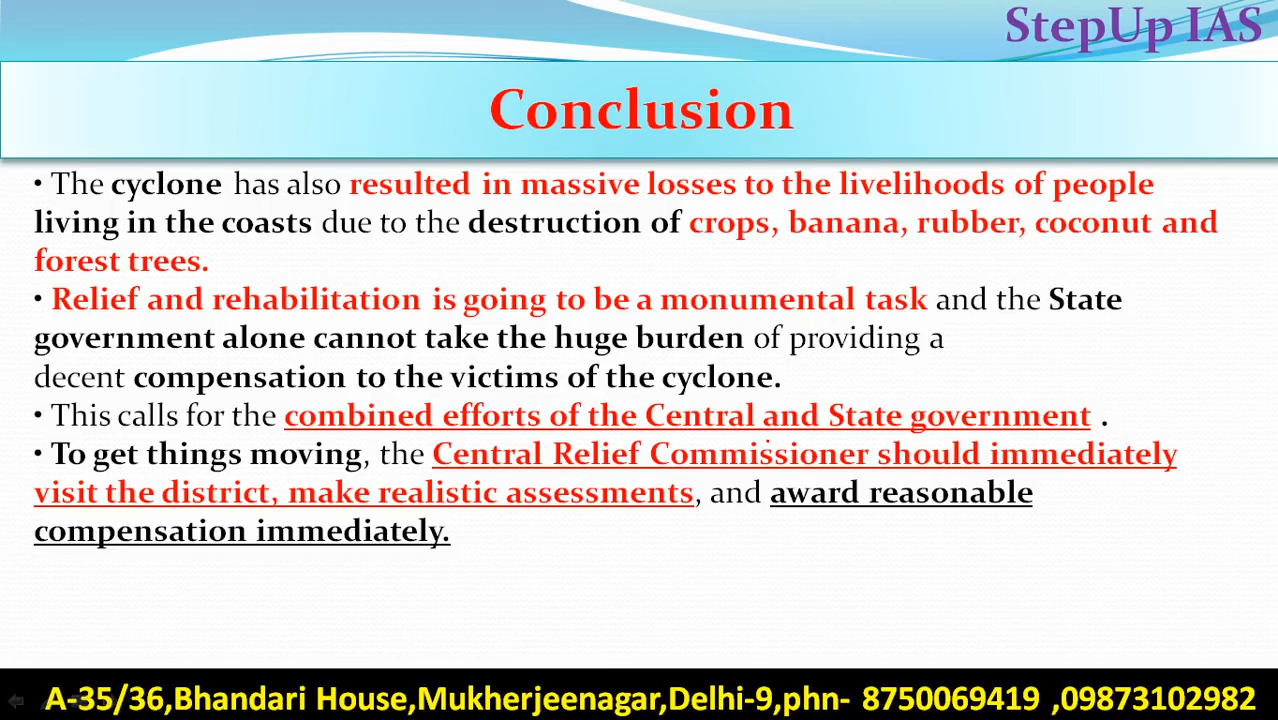 StepUp IAS
Conclusion
• The cyclone has also resulted in massive losses to the livelihoods of people
living in the coasts due to the destruction of crops, banana, rubber, coconut and
forest trees.
• Relief and rehabilitation is going to be a monumental task and the State
government alone cannot take the huge burden of providing a
decent compensation to the victims of the cyclone.
• This calls for the combined efforts of the Central and State government .
• To get things moving, the Central Relief Commissioner should immediately
visit the district, make realistic assessments, and award reasonable
compensation immediately.
A-35/36,Bhandari House,Mukherjeenagar,Delhi-9,phn- 8750069419 ,09873102982